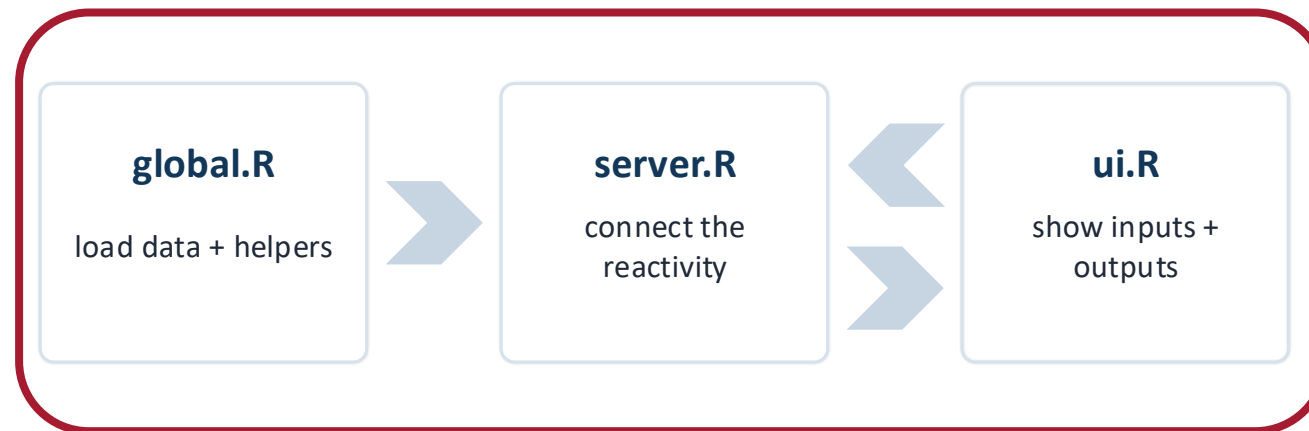 global.R
load data + helpers
server.R
connect the
reactivity
ui.R
show inputs +
outputs